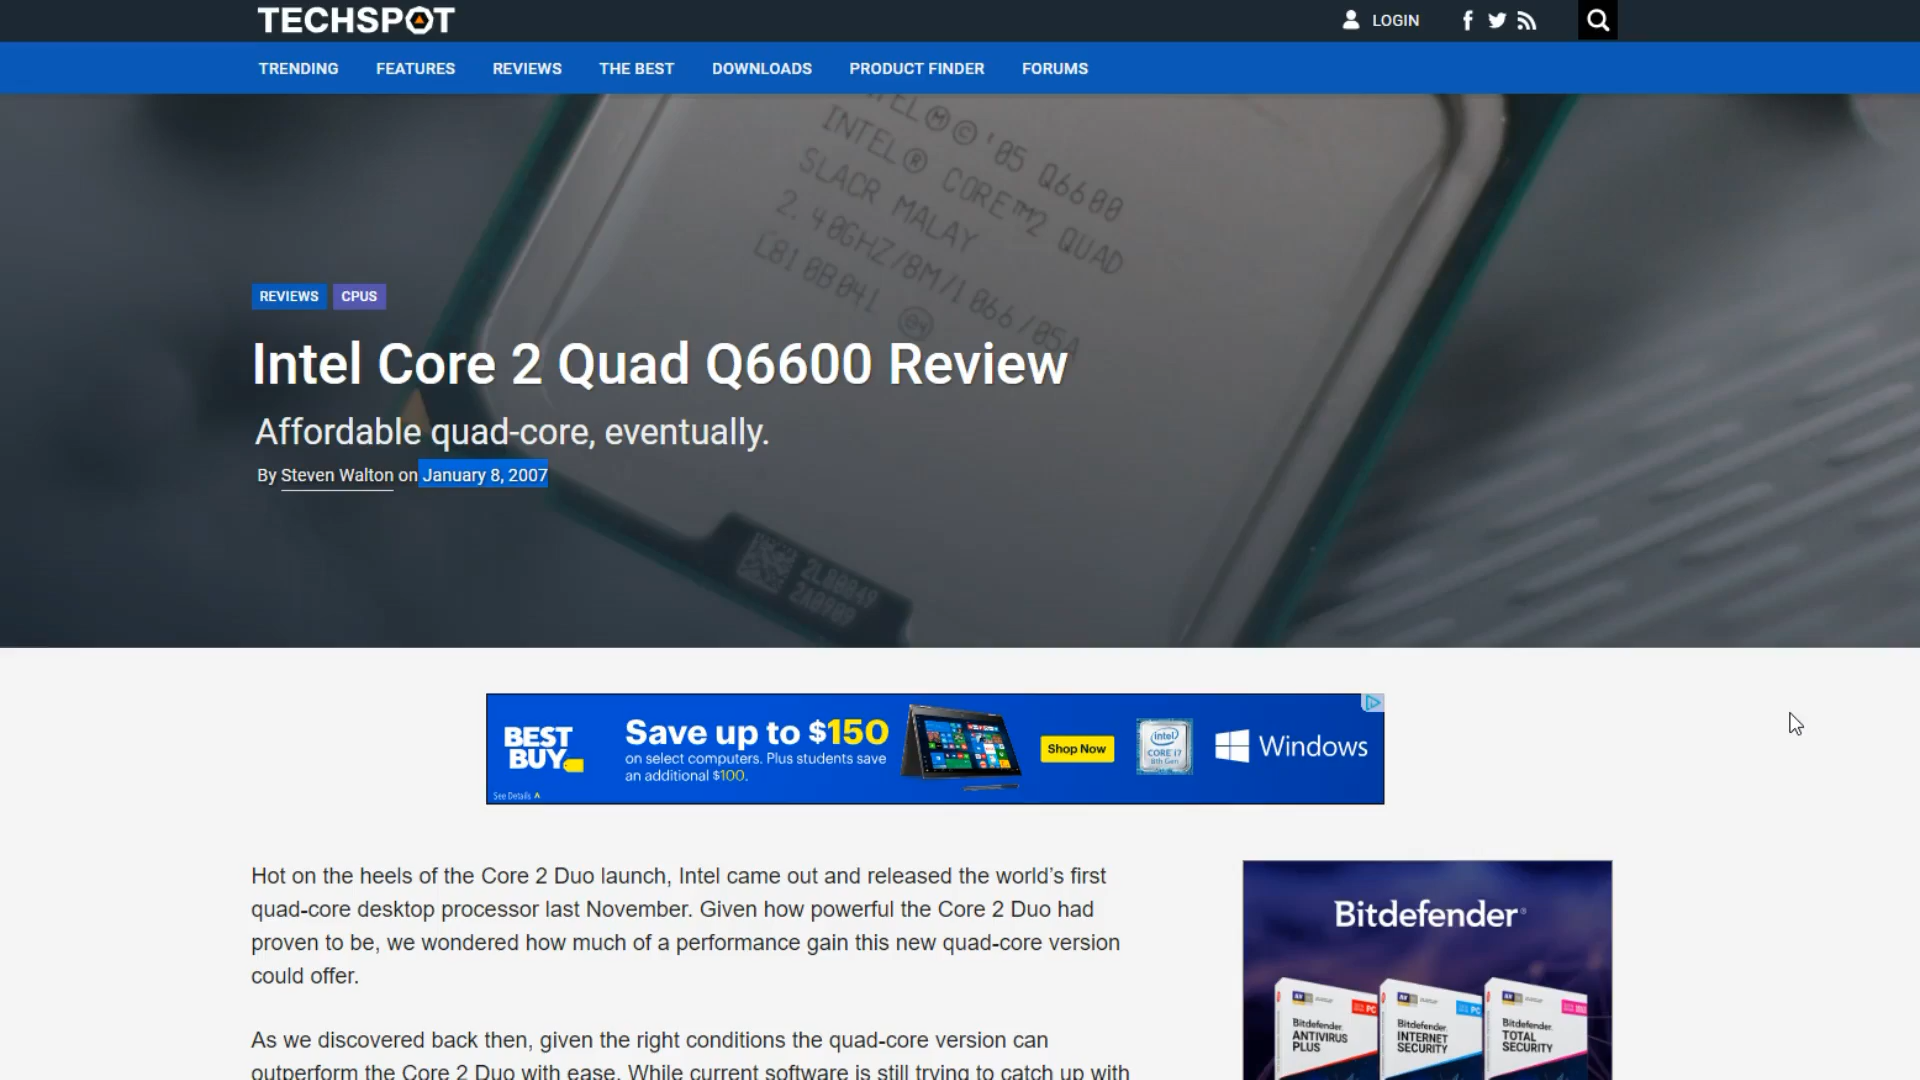 TECHSPOT
LOGIN
TRENDING FEATURES REVIEWS THE BEST DOWNLOADS PRODUCT FINDER FORUMS
INTEL®
INTEL Ⓜ © '05 Q6600
INTEL® CORE™2 QUAD
SLACR MALAY
2.40GHZ/8M/1066/05A
L810B041
REVIEWS CPUS
Intel Core 2 Quad Q6600 Review
Affordable quad-core, eventually.
By Steven Walton on January 8, 2007
BEST BUY
Save up to $150
on select computers. Plus students save
an additional $100.
See Details
Shop Now
intel
CORE i7
8th Gen
Windows
Hot on the heels of the Core 2 Duo launch, Intel came out and released the world's first
quad-core desktop processor last November. Given how powerful the Core 2 Duo had
proven to be, we wondered how much of a performance gain this new quad-core version
could offer.
As we discovered back then, given the right conditions the quad-core version can
outperform the Core 2 Duo with ease. While current software is still trying to catch up with
Bitdefender
Bitdefender
ANTIVIRUS
PLUS
Bitdefender
INTERNET
SECURITY
Bitdefender
TOTAL
SECURITY